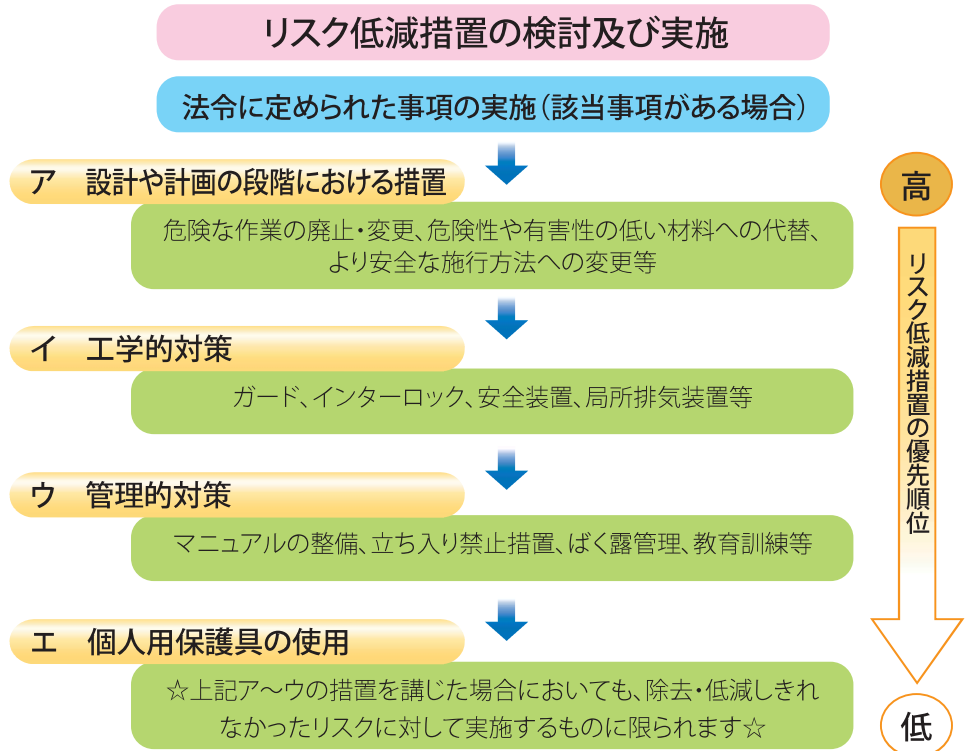 リスク低減措置の検討及び実施
法令に定められた事項の実施(該当事項がある場合)
ア 設計や計画の段階における措置
危険な作業の廃止・変更、危険性や有害性の低い材料への代替、
より安全な施行方法への変更等
イ 工学的対策
ガード、インターロック、安全装置、局所排気装置等
ウ 管理的対策
マニュアルの整備、立ち入り禁止措置、ばく露管理、教育訓練等
エ 個人用保護具の使用
☆上記ア〜ウの措置を講じた場合においても、除去・低減しきれ
なかったリスクに対して実施するものに限られます☆
高
リスク低減措置の優先順位
低